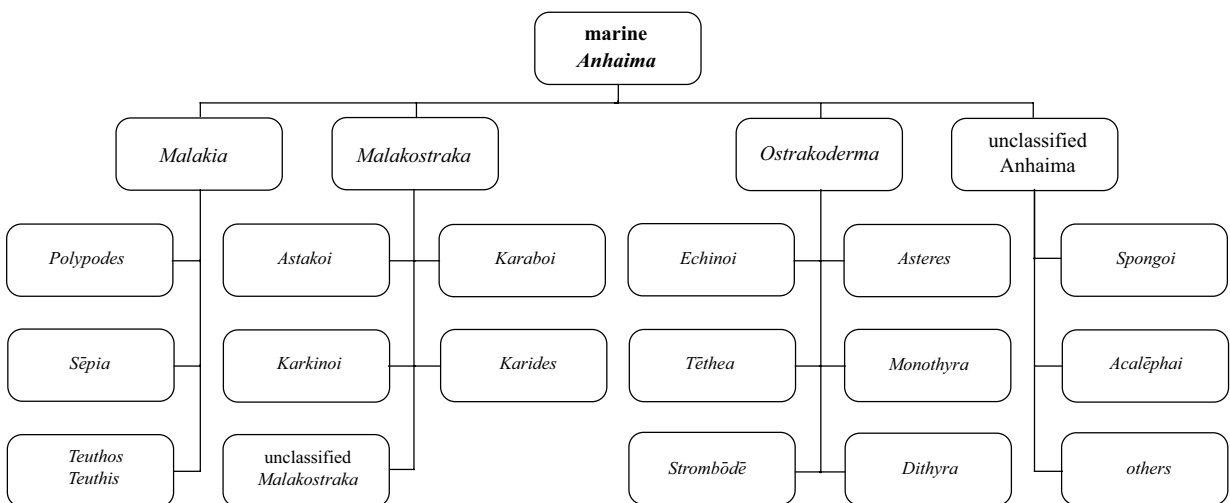 marine
Anhaima
Malakia
Malakostraka
Ostrakoderma
unclassified
Anhaima
Polypodes
Astakoi
Karaboi
Echinoi
Asteres
Spongoi
Sēpia
Karkinoi
Karides
Tēthea
Monothyra
Acalēphai
Teuthos
Teuthis
unclassified
Malakostraka
Strombōdē
Dithyra
others